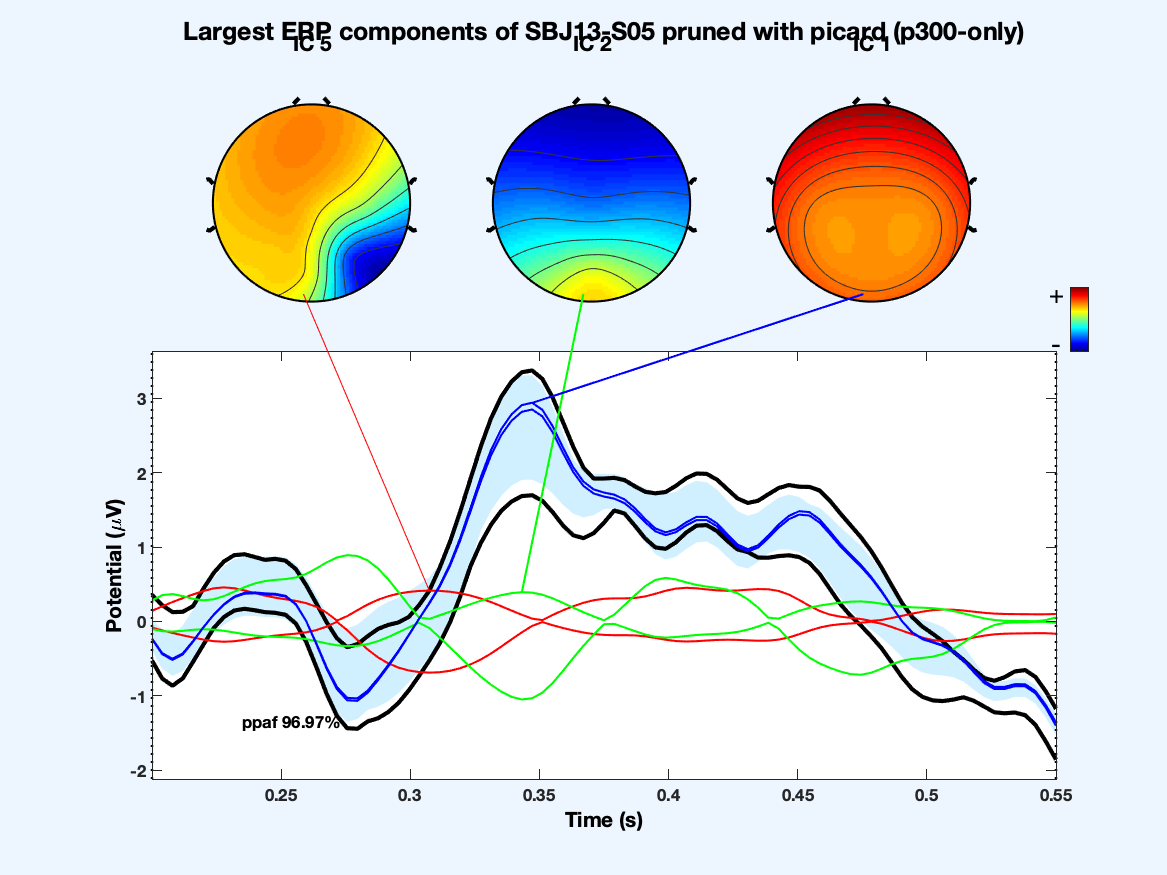 Largest ERP components of SBJ13-S05 pruned with picard (p300-only)
IC 5
IC 2
IC 1
+
-
3
2
1
0
-1
-2
Potential (μV)
ppaf 96.97%
0.25
0.3
0.35
0.4
0.45
0.5
0.55
Time (s)